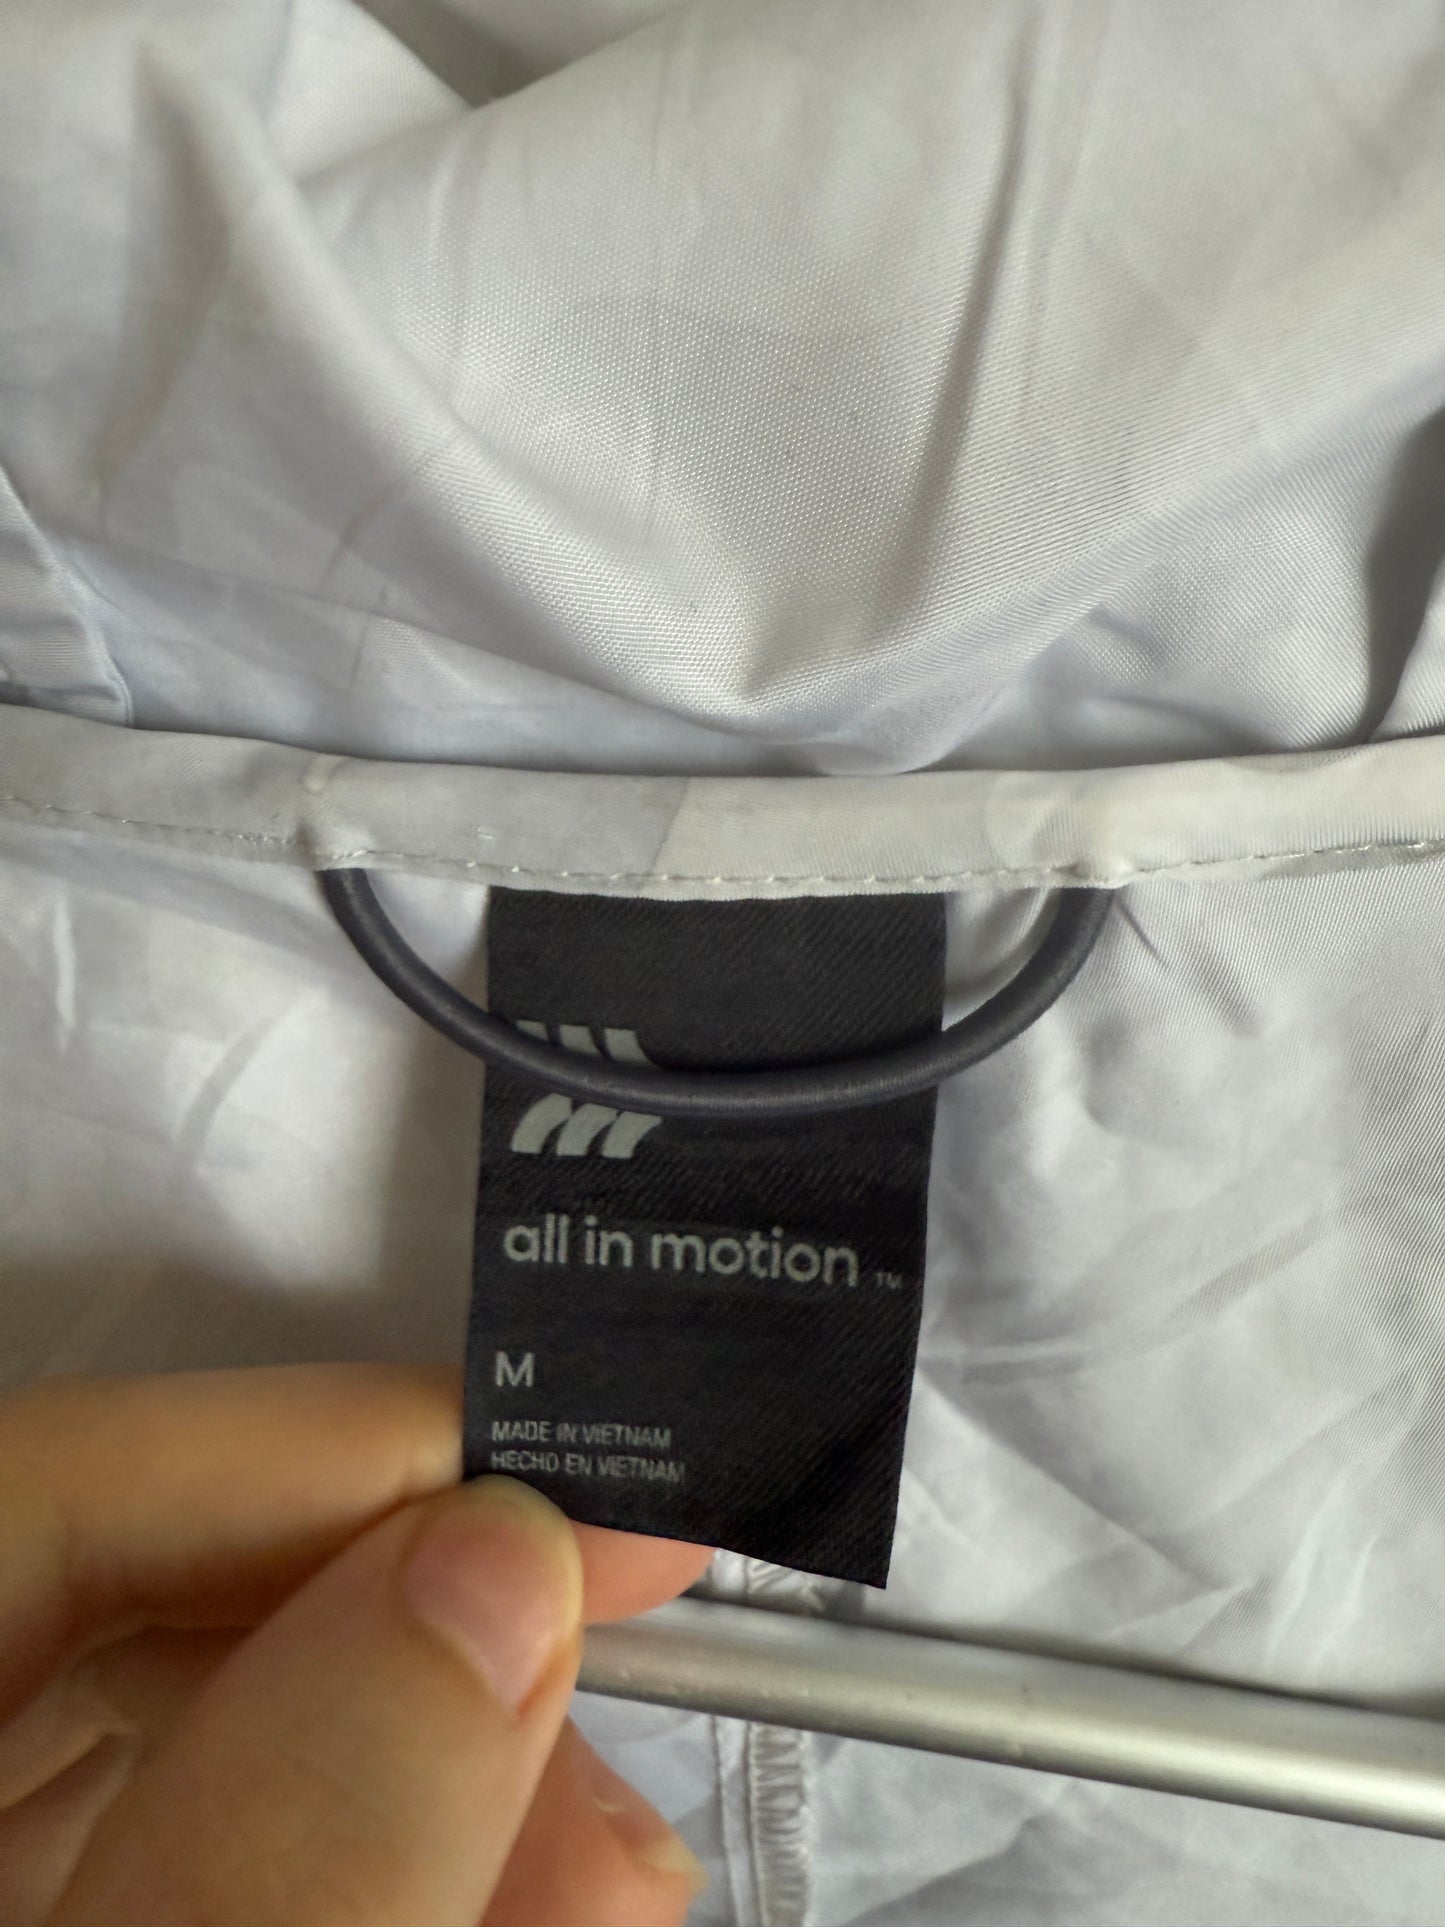 all in motion ™
M
MADE IN VIETNAM
HECHO EN VIETNAM